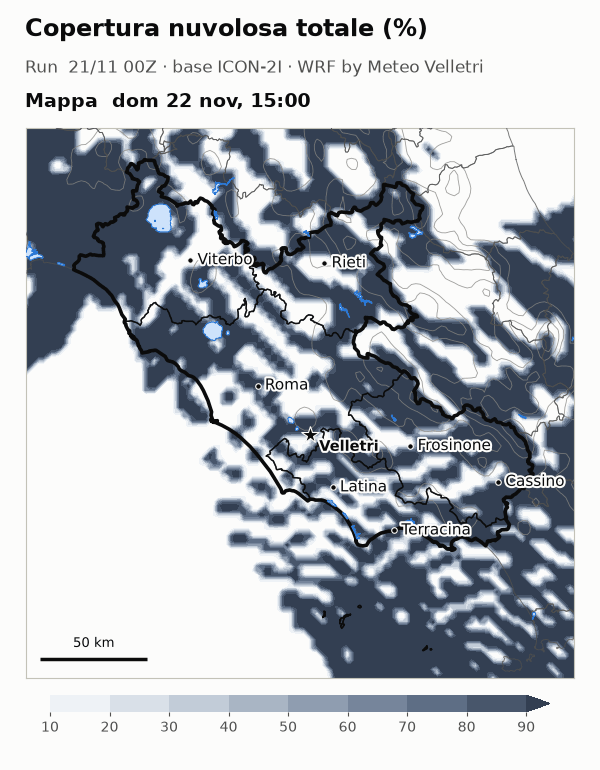 Copertura nuvolosa totale (%)
Run  21/11 00Z · base ICON-2I · WRF by Meteo Velletri
Mappa  dom 22 nov, 15:00
Viterbo
Rieti
Roma
Velletri
Frosinone
Cassino
Latina
Terracina
50 km
10 20 30 40 50 60 70 80 90